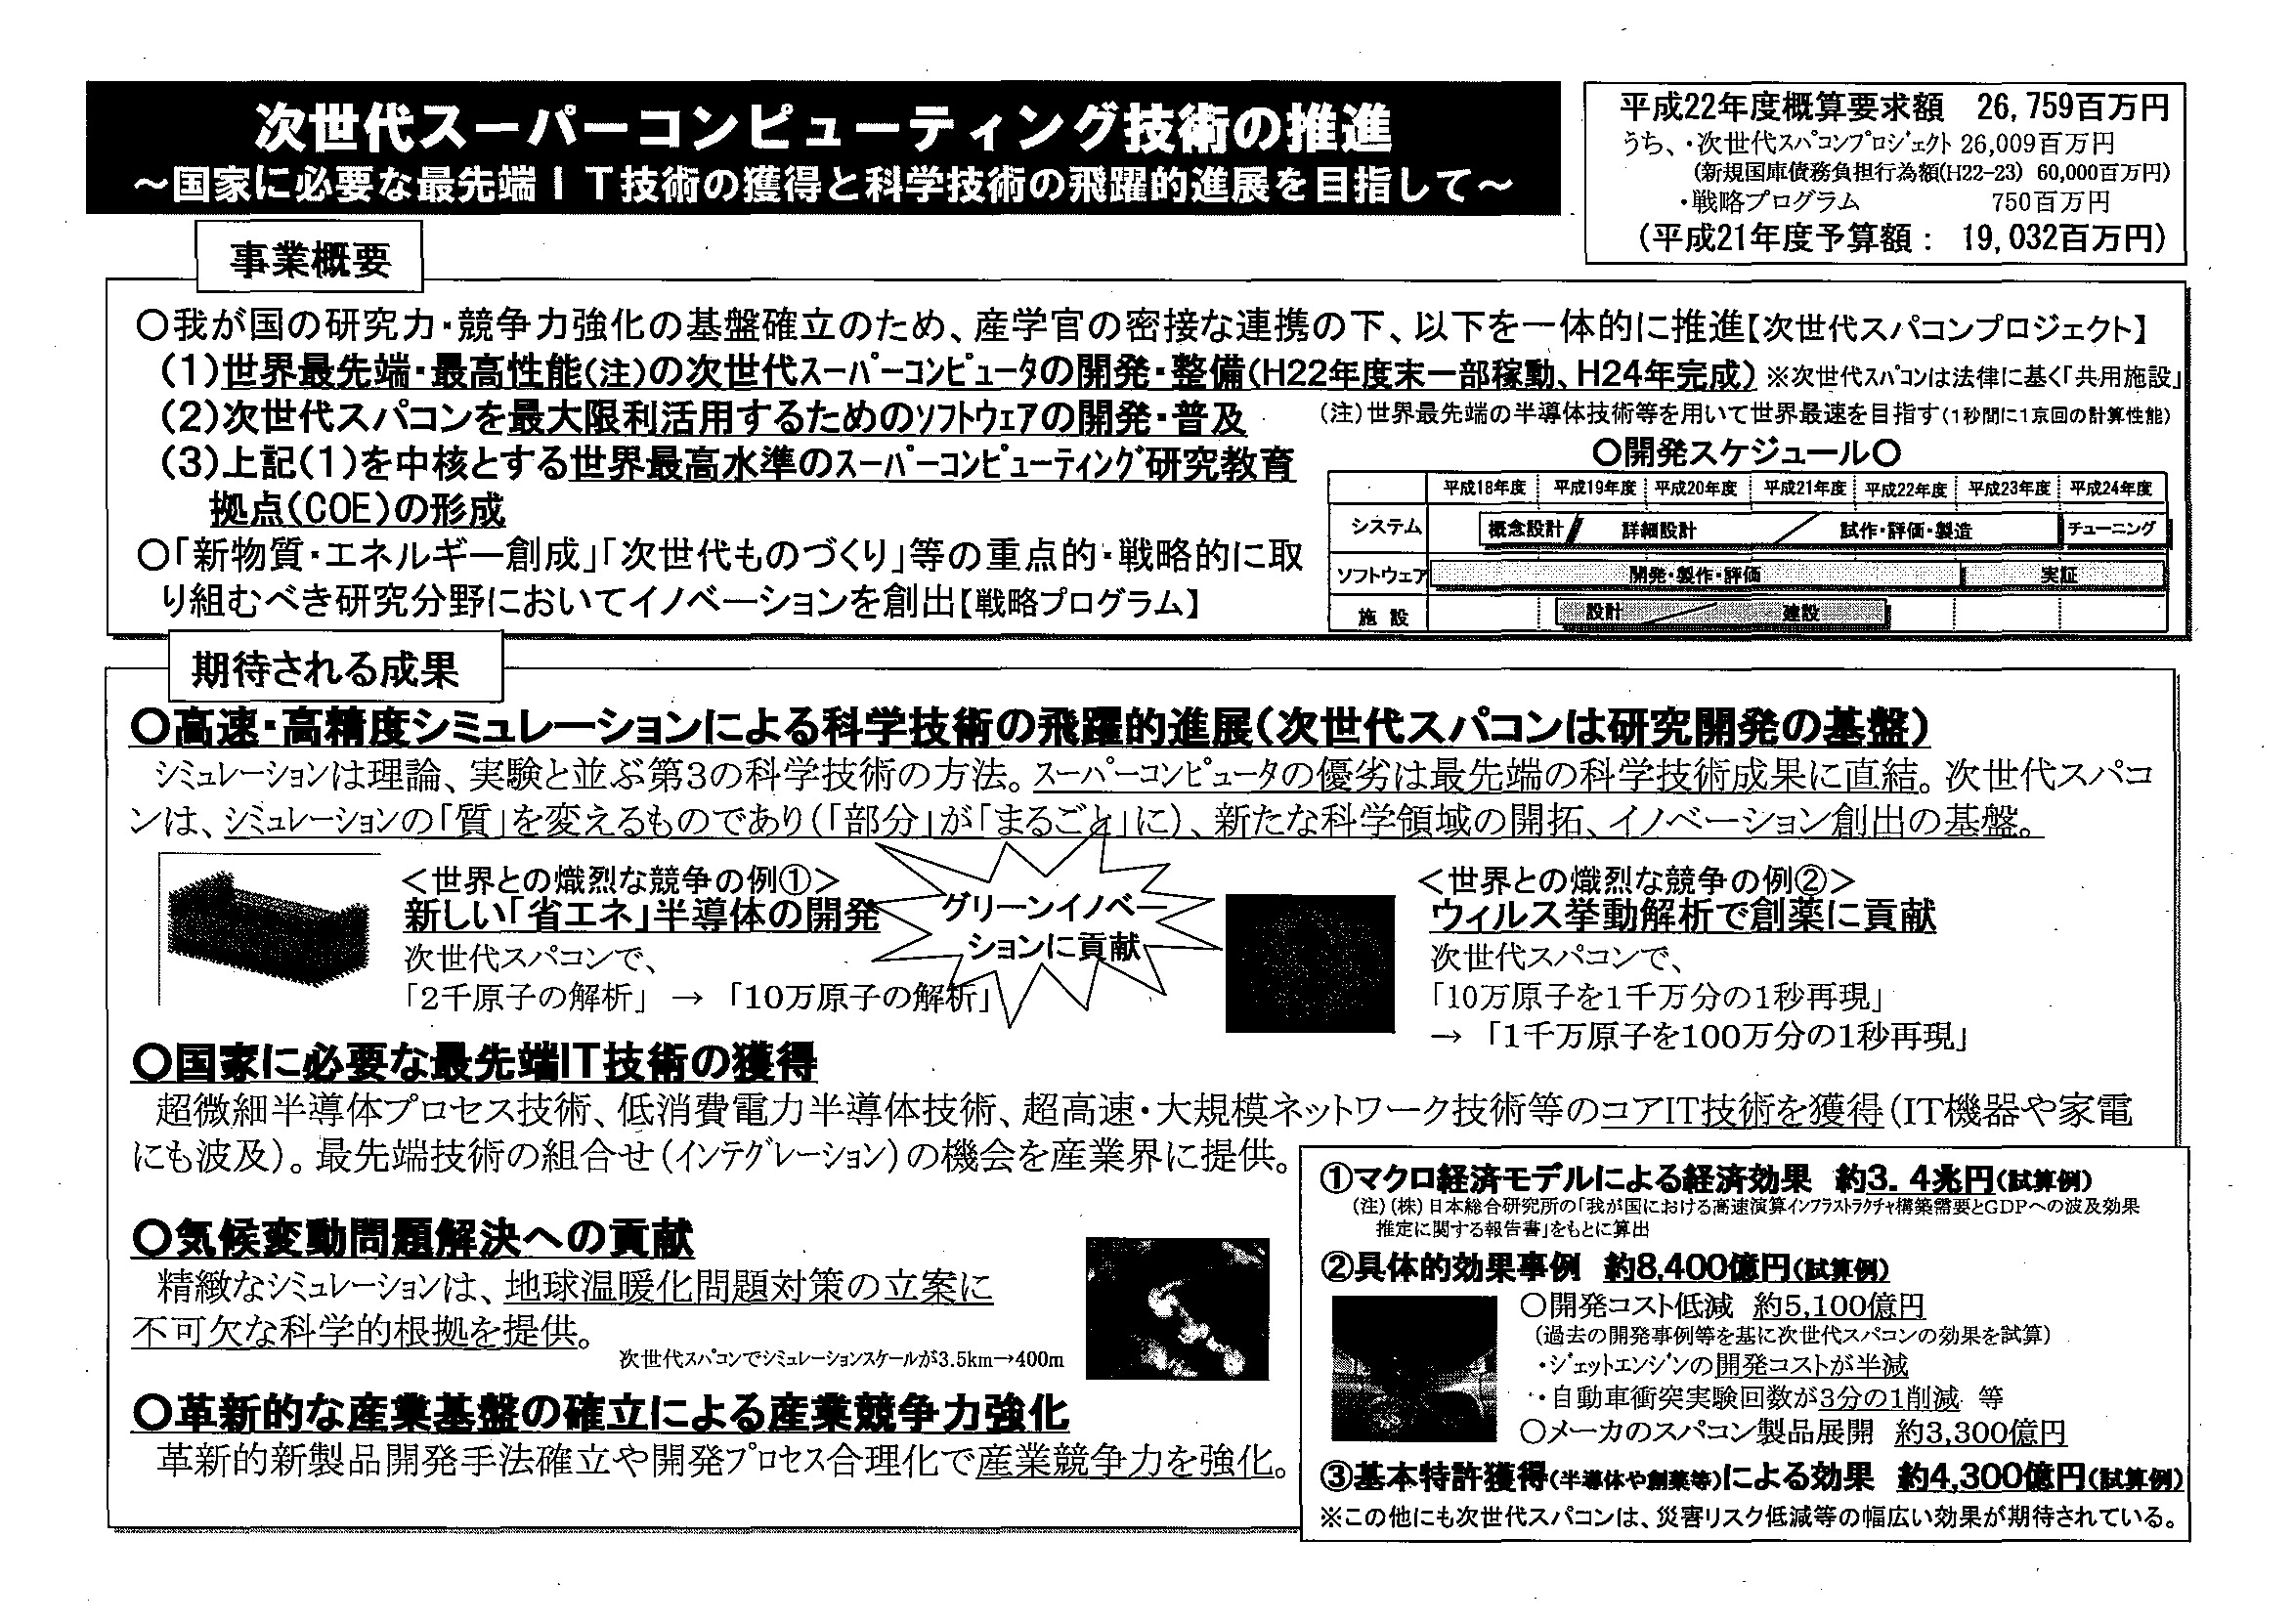 次世代スーパーコンピューティング技術の推進
～国家に必要な最先端ＩＴ技術の獲得と科学技術の飛躍的進展を目指して～
平成22年度概算要求額　26,759百万円
うち、・次世代スパコンプロジェクト 26,009百万円
(新規国庫債務負担行為額(H22-23) 60,000百万円)
・戦略プログラム　750百万円
（平成21年度予算額：　19,032百万円）
事業概要
○我が国の研究力・競争力強化の基盤確立のため、産学官の密接な連携の下、以下を一体的に推進【次世代スパコンプロジェクト】
(1)世界最先端・最高性能(注)の次世代スーパーコンピュータの開発・整備(H22年度末一部稼動、H24年完成) ※次世代スパコンは法律に基く「共用施設」
(2)次世代スパコンを最大限利活用するためのソフトウェアの開発・普及
(注)世界最先端の半導体技術等を用いて世界最速を目指す(1秒間に1京回の計算性能)
(3)上記(1)を中核とする世界最高水準のスーパーコンピューティング研究教育
拠点(COE)の形成
○「新物質・エネルギー創成」「次世代ものづくり」等の重点的・戦略的に取
り組むべき研究分野においてイノベーションを創出【戦略プログラム】
○開発スケジュール○
平成18年度　平成19年度　平成20年度　平成21年度　平成22年度　平成23年度　平成24年度
システム　概念設計　詳細設計　試作・評価・製造　チューニング
ソフトウェア　開発・製作・評価　実証
施 設　設計　建設
期待される成果
○高速・高精度シミュレーションによる科学技術の飛躍的進展(次世代スパコンは研究開発の基盤)
シミュレーションは理論、実験と並ぶ第3の科学技術の方法。スーパーコンピュータの優劣は最先端の科学技術成果に直結。次世代スパコ
ンは、シミュレーションの「質」を変えるものであり(「部分」が「まるごと」に)、新たな科学領域の開拓、イノベーション創出の基盤。
＜世界との熾烈な競争の例①＞
新しい「省エネ」半導体の開発
次世代スパコンで、
「2千原子の解析」 → 「10万原子の解析」
グリーンイノベー
ションに貢献
＜世界との熾烈な競争の例②＞
ウィルス挙動解析で創薬に貢献
次世代スパコンで、
「10万原子を1千万分の1秒再現」
→ 「1千万原子を100万分の1秒再現」
○国家に必要な最先端IT技術の獲得
超微細半導体プロセス技術、低消費電力半導体技術、超高速・大規模ネットワーク技術等のコアIT技術を獲得(IT機器や家電
にも波及)。最先端技術の組合せ(インテグレーション)の機会を産業界に提供。
○気候変動問題解決への貢献
精緻なシミュレーションは、地球温暖化問題対策の立案に
不可欠な科学的根拠を提供。
次世代スパコンでシミュレーションスケールが3.5km→400m
○革新的な産業基盤の確立による産業競争力強化
革新的新製品開発手法確立や開発プロセス合理化で産業競争力を強化。
①マクロ経済モデルによる経済効果　約3.4兆円(試算例)
(注)(株)日本総合研究所の「我が国における高速演算インフラストラクチャ構築需要とGDPへの波及効果
推定に関する報告書」をもとに算出
②具体的効果事例　約8,400億円(試算例)
○開発コスト低減　約5,100億円
(過去の開発事例等を基に次世代スパコンの効果を試算)
・ジェットエンジンの開発コストが半減
・自動車衝突実験回数が3分の1削減 等
○メーカのスパコン製品展開　約3,300億円
③基本特許獲得(半導体や創薬等)による効果　約4,300億円(試算例)
※この他にも次世代スパコンは、災害リスク低減等の幅広い効果が期待されている。